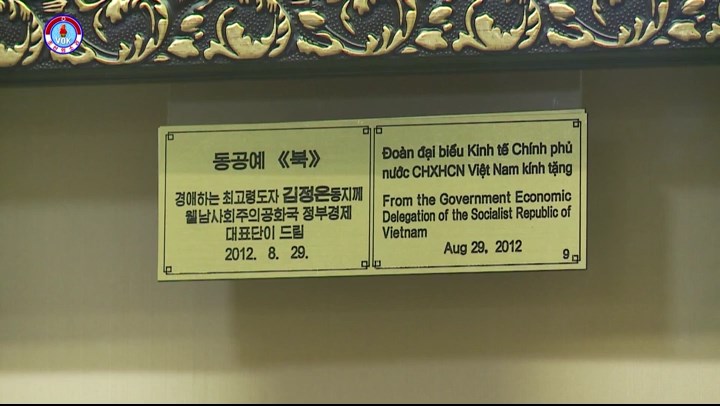 VOK
동공예 《북》
경애하는 최고령도자 김정은동지께
웰남사회주의공화국 정부경제
대표단이 드림
2012. 8. 29.
Đoàn đại biểu Kinh tế Chính phủ
nước CHXHCN Việt Nam kính tặng
From the Government Economic
Delegation of the Socialist Republic of
Vietnam
Aug 29, 2012
9